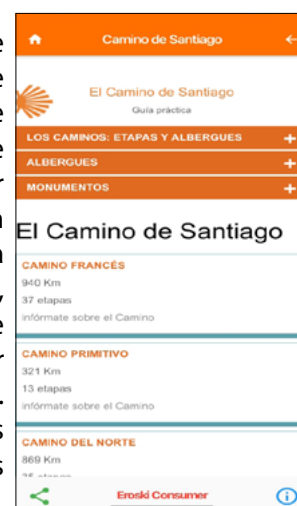 Camino de Santiago
El Camino de Santiago
Guía práctica
LOS CAMINOS: ETAPAS Y ALBERGUES +
ALBERGUES +
MONUMENTOS +
El Camino de Santiago
CAMINO FRANCÉS
940 Km
37 etapas
infórmate sobre el Camino
CAMINO PRIMITIVO
321 Km
13 etapas
infórmate sobre el Camino
CAMINO DEL NORTE
869 Km
Eroski Consumer